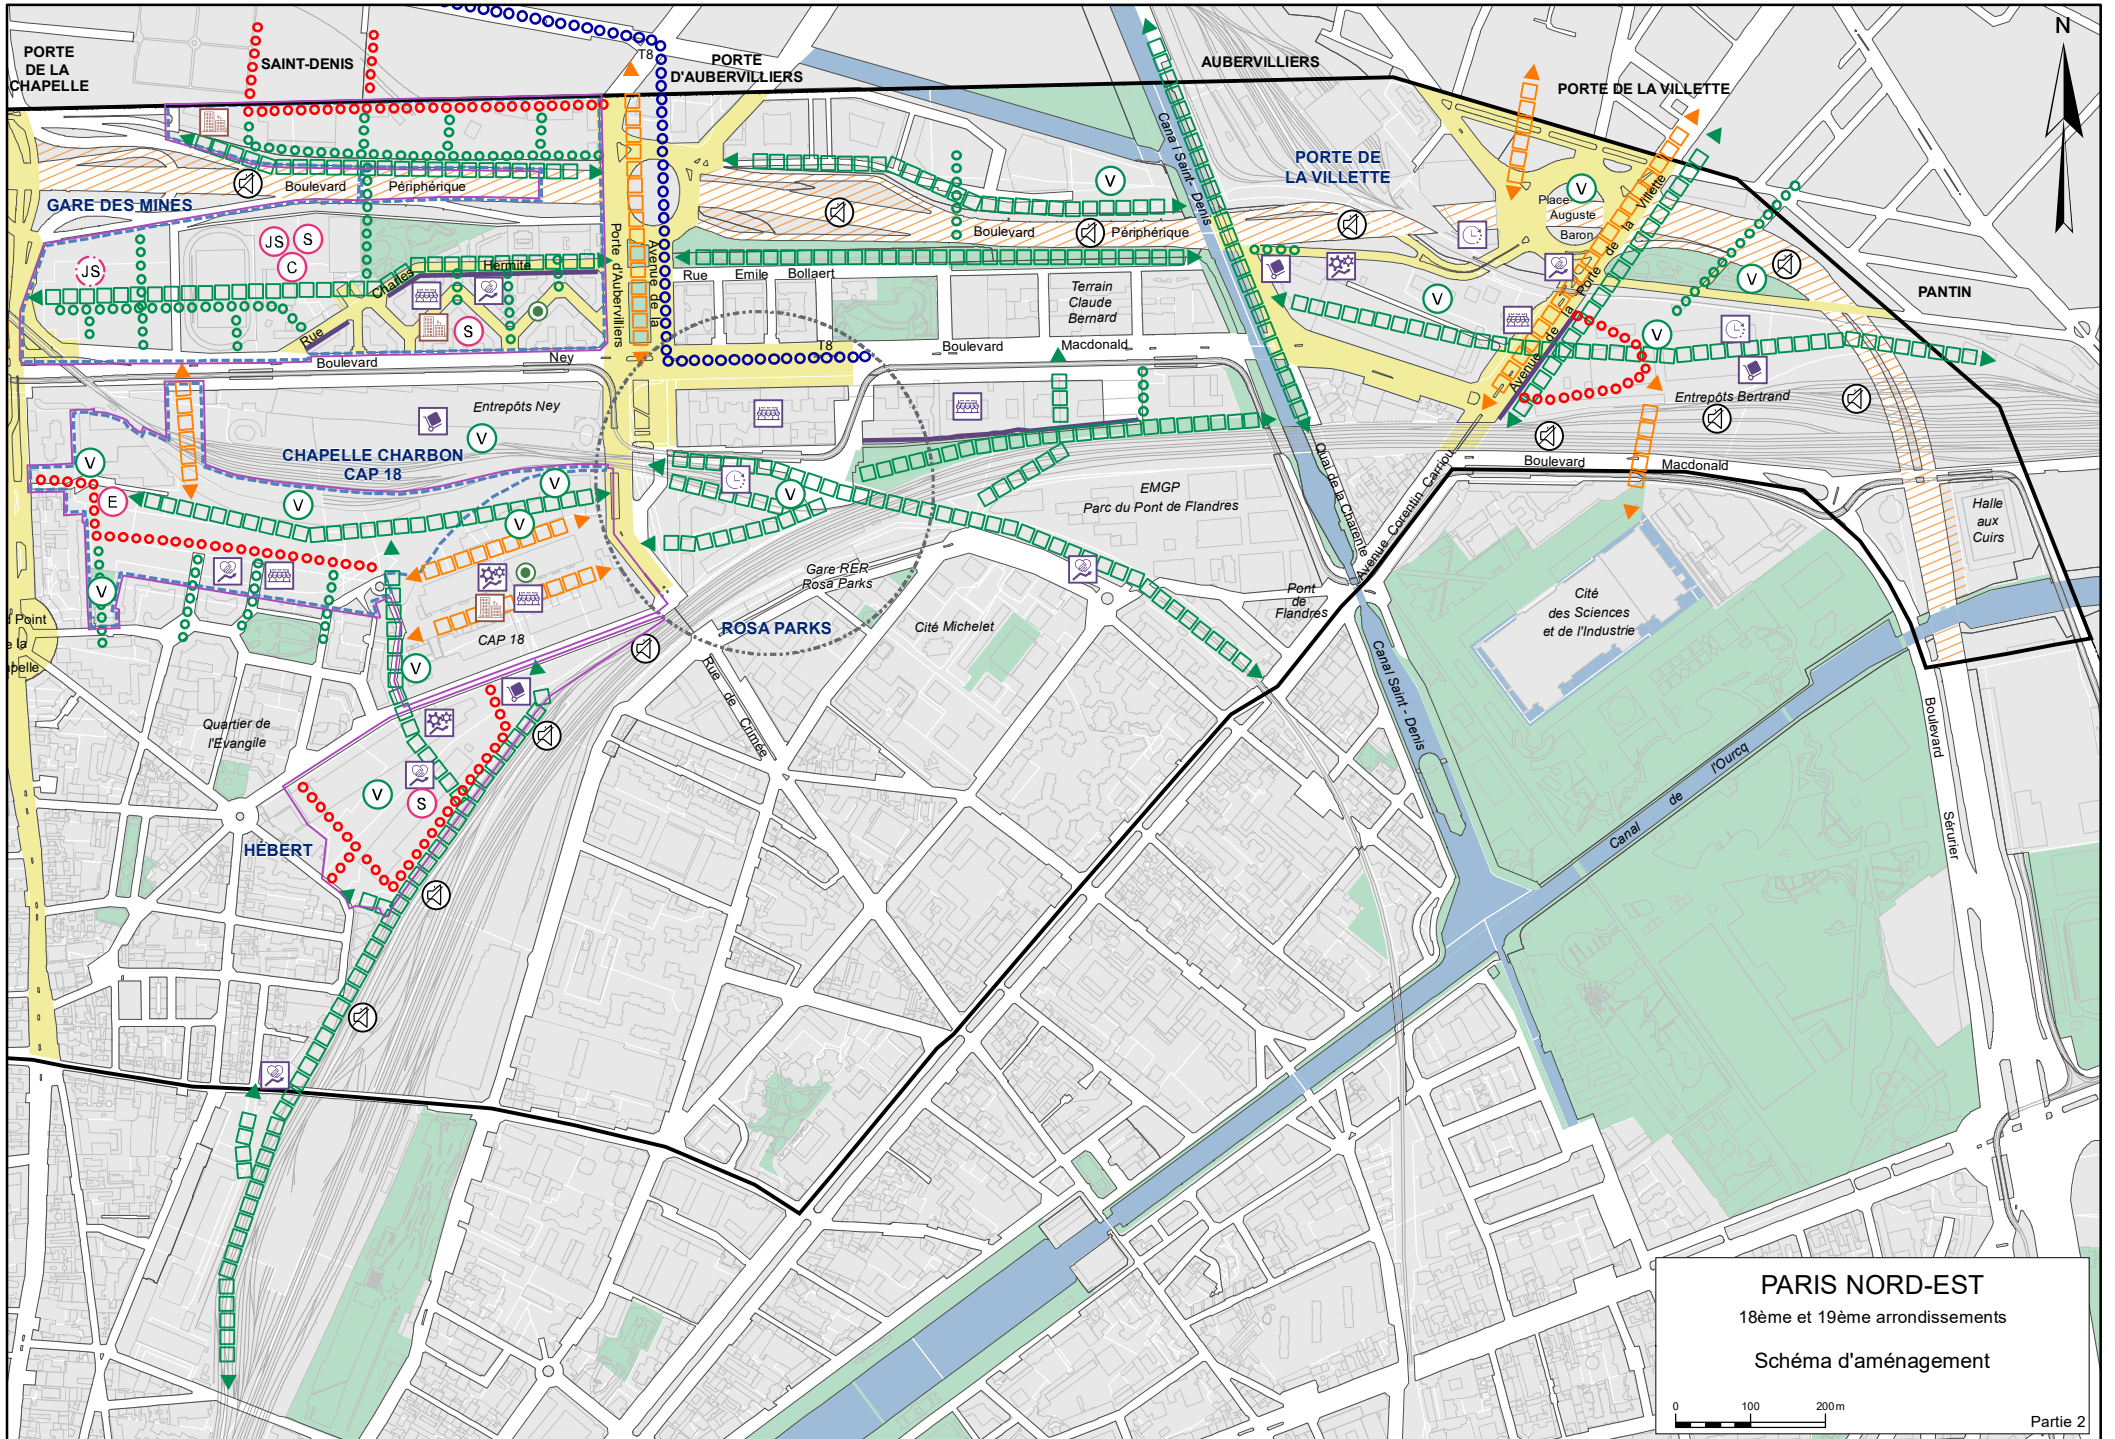 PORTE
DE LA
CHAPELLE
SAINT-DENIS
T8
PORTE
D'AUBERVILLIERS
AUBERVILLIERS
PORTE DE LA VILLETTE
N
Canal Saint- Denis
PORTE DE
LA VILLETTE
V
V
Place
Auguste
Baron
Boulevard
Périphérique
GARE DES MINES
Boulevard
Périphérique
JS
S
C
JS
Charles
Hermite
Rue
S
Porte d'Aubervilliers
Avenue de la
Rue
Emile
Bollaert
Terrain
Claude
Bernard
V
V
V
Avenue de la Porte de la Villette
PANTIN
Boulevard
Ney
T8
Boulevard
Macdonald
Entrepôts Ney
V
Entrepôts Bertrand
CHAPELLE CHARBON
CAP 18
V
E
V
V
V
V
V
EMGP
Parc du Pont de Flandres
Quai de la Charente
Avenue Corentin Carriou
Boulevard
Macdonald
Halle
aux
Cuirs
Gare RER
Rosa Parks
Pont
de
Flandres
Cité
des Sciences
et de l'Industrie
d Point
e la
apelle
CAP 18
ROSA PARKS
Cité Michelet
V
Rue de Crimée
Canal Saint - Denis
Quartier de
l'Evangile
V
S
HÉBERT
Canal de l'Ourcq
Boulevard
Sérurier
PARIS NORD-EST
18ème et 19ème arrondissements
Schéma d'aménagement
0 100 200 m
Partie 2